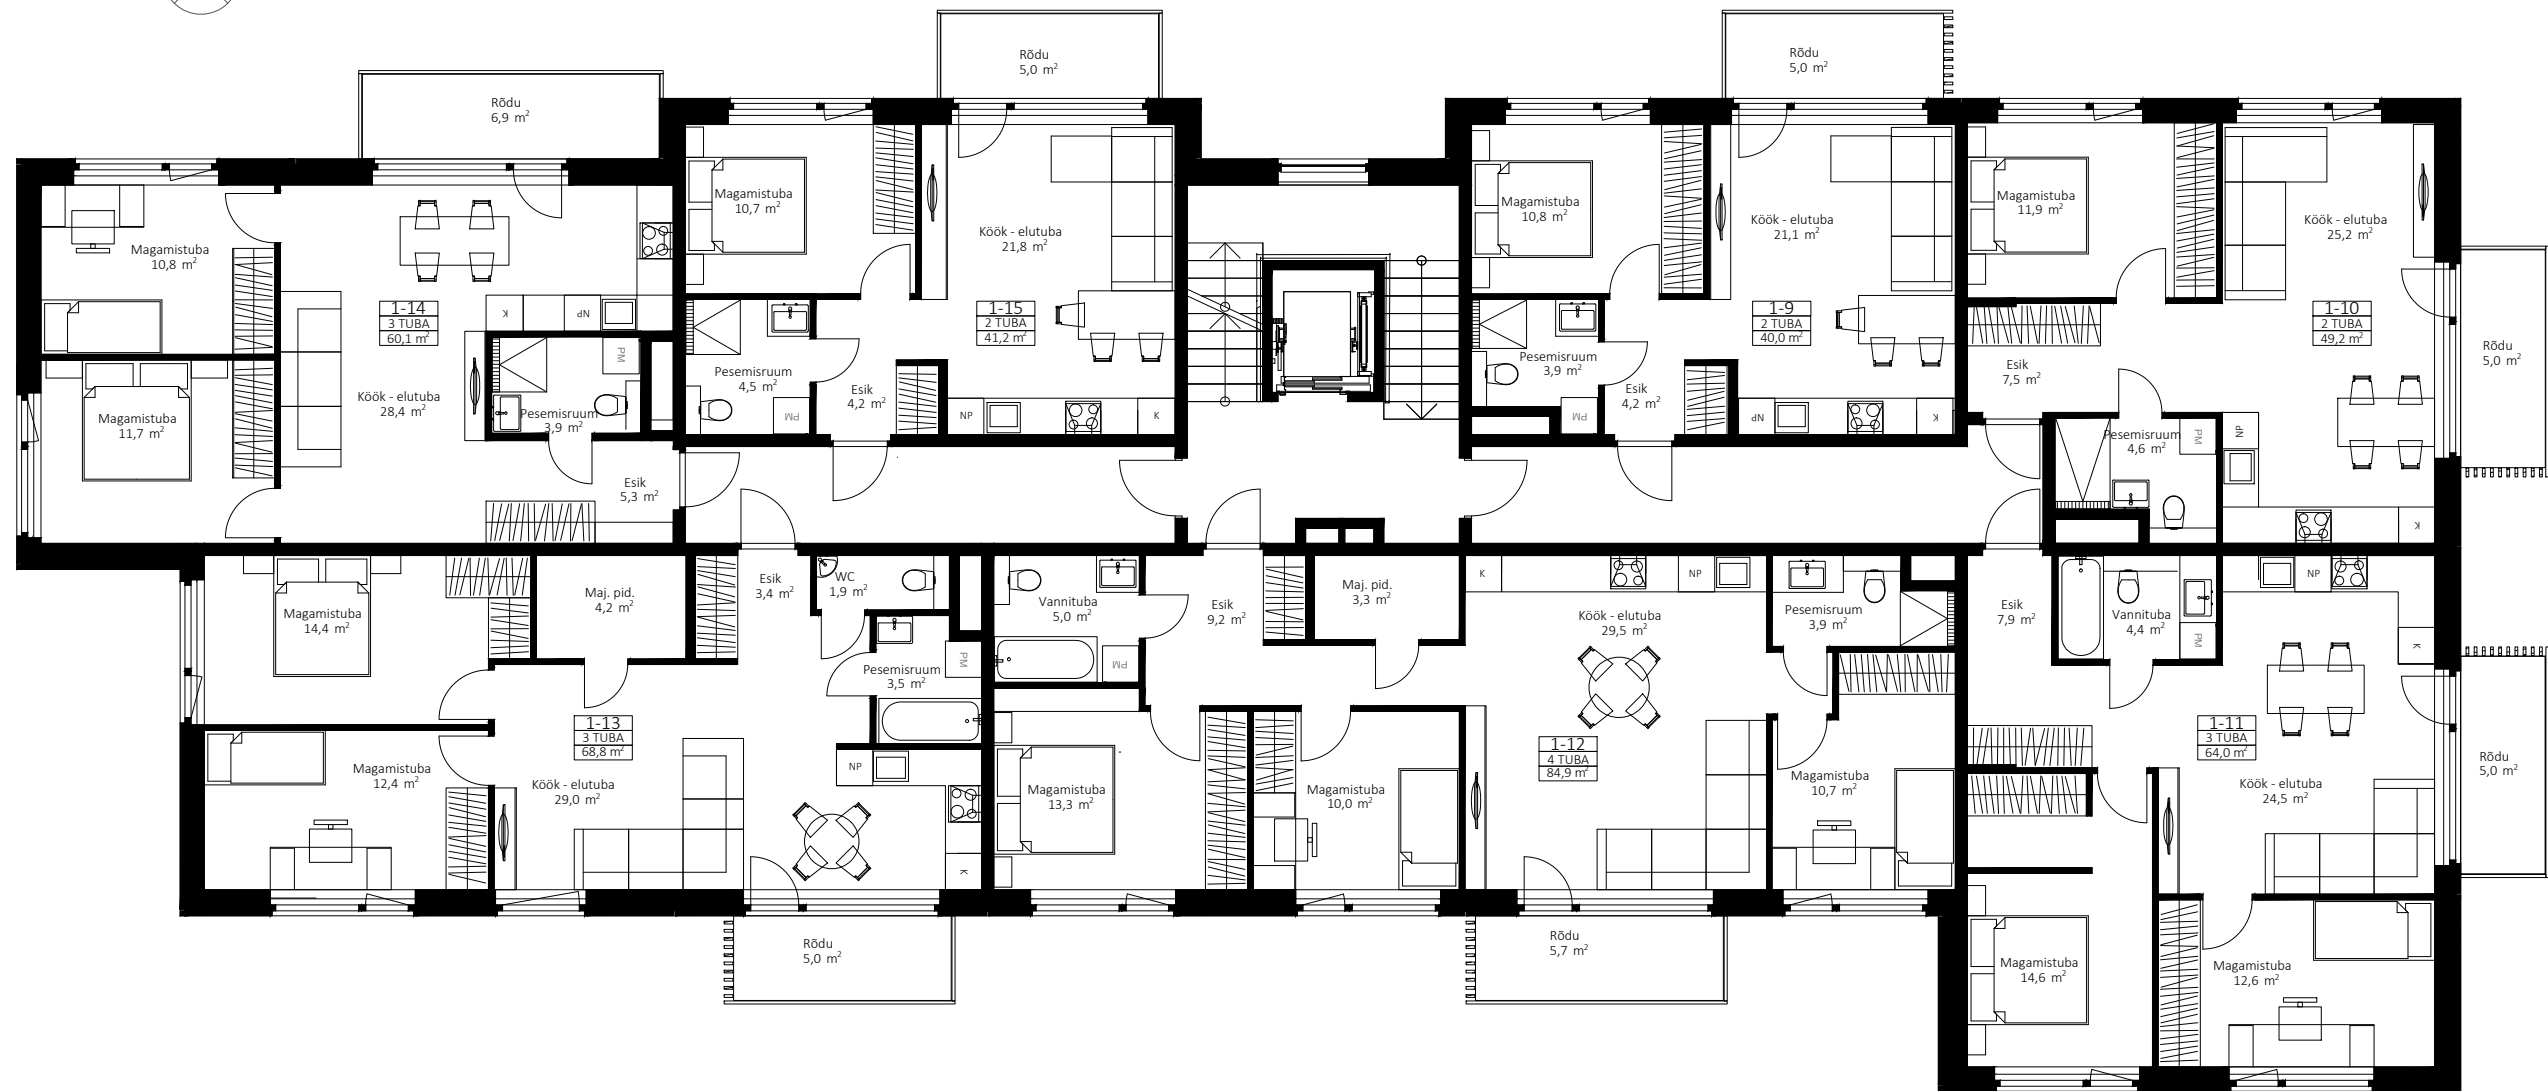 Rõdu
6,9 m²
Magamistuba
10,8 m²
Magamistuba
11,7 m²
1-14
3 TUBA
60,1 m²
Köök - elutuba
28,4 m²
K
NP
PM
Pesemisruum
3,9 m²
Esik
5,3 m²
Rõdu
5,0 m²
Magamistuba
10,7 m²
Köök - elutuba
21,8 m²
1-15
2 TUBA
41,2 m²
Pesemisruum
4,5 m²
PM
Esik
4,2 m²
NP
K
Rõdu
5,0 m²
Magamistuba
10,8 m²
Köök - elutuba
21,1 m²
1-9
2 TUBA
40,0 m²
Pesemisruum
3,9 m²
PM
Esik
4,2 m²
NP
K
Magamistuba
11,9 m²
Köök - elutuba
25,2 m²
1-10
2 TUBA
49,2 m²
Esik
7,5 m²
Pesemisruum
4,6 m²
PM
NP
K
Rõdu
5,0 m²
Magamistuba
14,4 m²
Maj. pid.
4,2 m²
Esik
3,4 m²
WC
1,9 m²
Pesemisruum
3,5 m²
PM
1-13
3 TUBA
68,8 m²
Magamistuba
12,4 m²
Köök - elutuba
29,0 m²
NP
K
Rõdu
5,0 m²
Vannituba
5,0 m²
PM
Esik
9,2 m²
Maj. pid.
3,3 m²
K
NP
Köök - elutuba
29,5 m²
Pesemisruum
3,9 m²
1-12
4 TUBA
84,9 m²
Magamistuba
13,3 m²
Magamistuba
10,0 m²
Magamistuba
10,7 m²
Rõdu
5,7 m²
Esik
7,9 m²
Vannituba
4,4 m²
PM
NP
K
1-11
3 TUBA
64,0 m²
Köök - elutuba
24,5 m²
Rõdu
5,0 m²
Magamistuba
14,6 m²
Magamistuba
12,6 m²